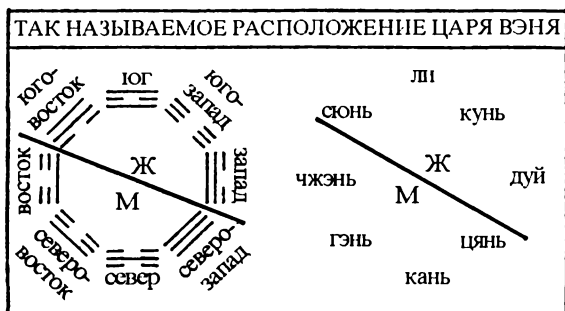 ТАК НАЗЫВАЕМОЕ РАСПОЛОЖЕНИЕ ЦАРЯ ВЭНЯ
ЮГ
ЮГО-
ВОСТОК
ЮГО-
ЗАПАД
ВОСТОК
Ж
М
ЗАПАД
СЕВЕРО-
ВОСТОК
СЕВЕР
СЕВЕРО-
ЗАПАД
ЛИ
СЮНЬ
КУНЬ
ЧЖЭНЬ
Ж
М
ДУЙ
ГЭНЬ
ЦЯНЬ
КАНЬ